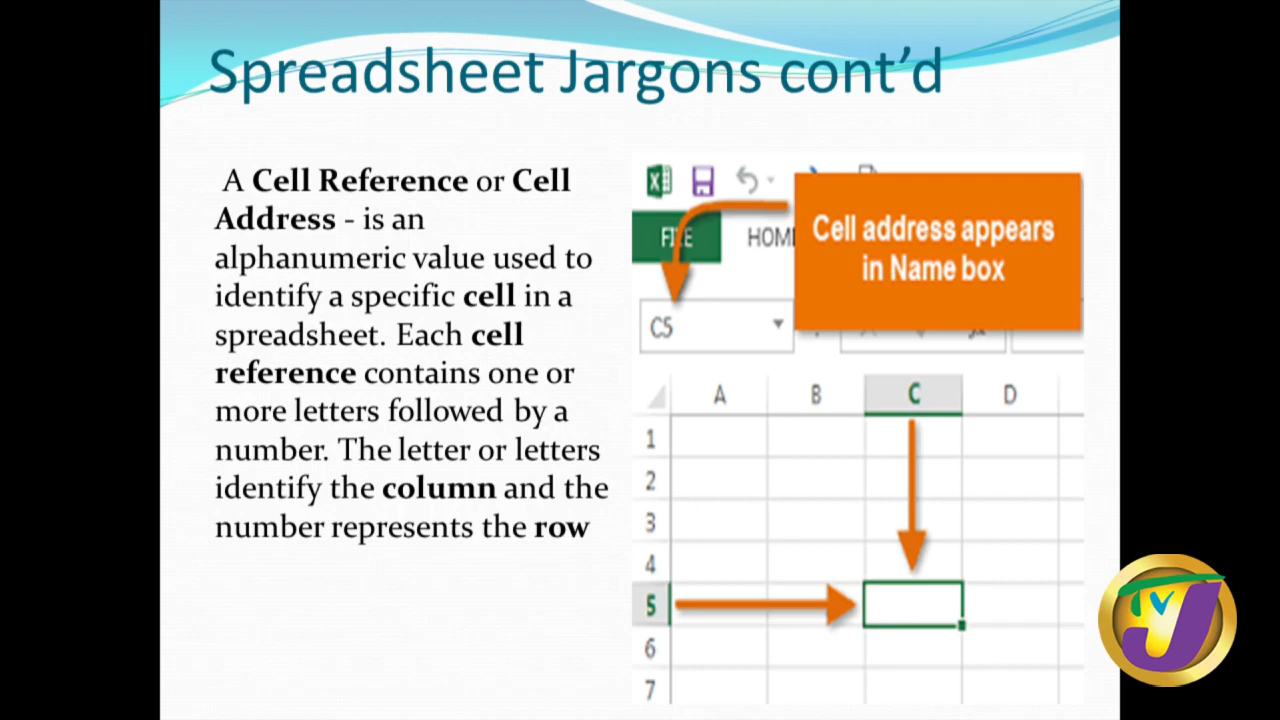 Spreadsheet Jargons cont’d
A Cell Reference or Cell
Address - is an
alphanumeric value used to
identify a specific cell in a
spreadsheet. Each cell
reference contains one or
more letters followed by a
number. The letter or letters
identify the column and the
number represents the row
FILE HOM
Cell address appears
in Name box
C5
A B C D
1
2
3
4
5
6
7
TVJ